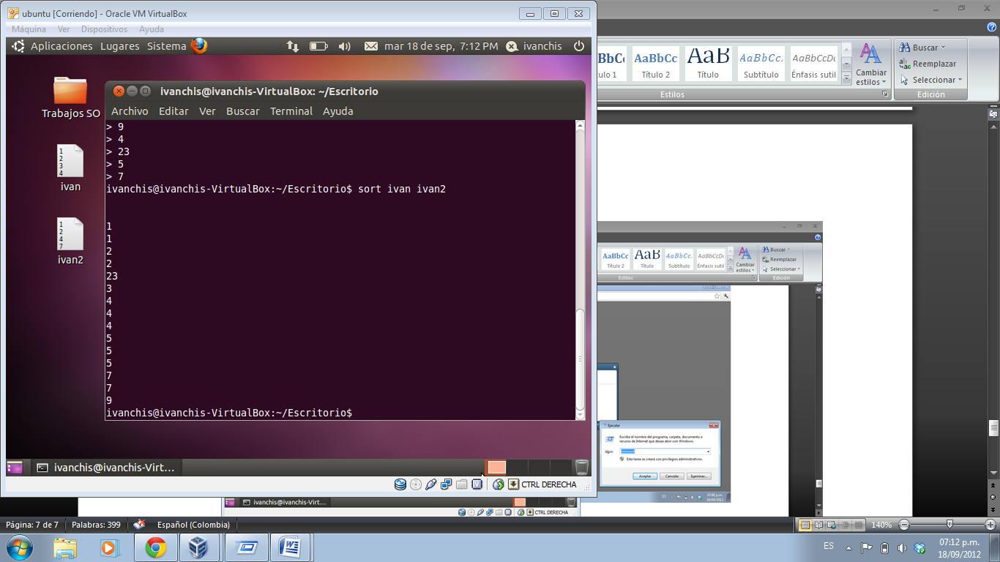 ubuntu [Corriendo] - Oracle VM VirtualBox
Máquina Ver Dispositivos Ayuda
Aplicaciones Lugares Sistema mar 18 de sep, 7:12 PM ivanchis
Trabajos SO
1
2
3
4
ivan
1
2
4
7
ivan2
ivanchis@ivanchis-VirtualBox: ~/Escritorio
Archivo Editar Ver Buscar Terminal Ayuda
> 9
> 4
> 23
> 5
> 7
ivanchis@ivanchis-VirtualBox:~/Escritorio$ sort ivan ivan2
1
1
2
2
23
3
4
4
4
5
5
5
7
7
9
ivanchis@ivanchis-VirtualBox:~/Escritorio$
ivanchis@ivanchis-Virt...
CTRL DERECHA
AaBbCc AaB AaBbCc. AaBbCcDc
ulo 1 Título 2 Título Subtítulo Énfasis sutil
Cambiar
estilos
Estilos
Buscar
Reemplazar
Seleccionar
Edición
AaBbCc AaB AaBbCc. AaBbCcDc
Título 2 Título Subtítulo Énfasis sutil
Cambiar
estilos
Estilos
Buscar
Reemplazar
Seleccionar
Edición
Ejecutar
Escriba el nombre del programa, carpeta, documento o
recurso de Internet que desea abrir con Windows.
Abrir:
Esta tarea se creará con privilegios administrativos.
Aceptar Cancelar Examinar...
ES 07:00 p.m.
18/09/2012
ivanchis@ivanchis-Virt...
CTRL DERECHA
Página: 7 de 7 Palabras: 399 Español (Colombia) 140%
ES 07:12 p.m.
18/09/2012